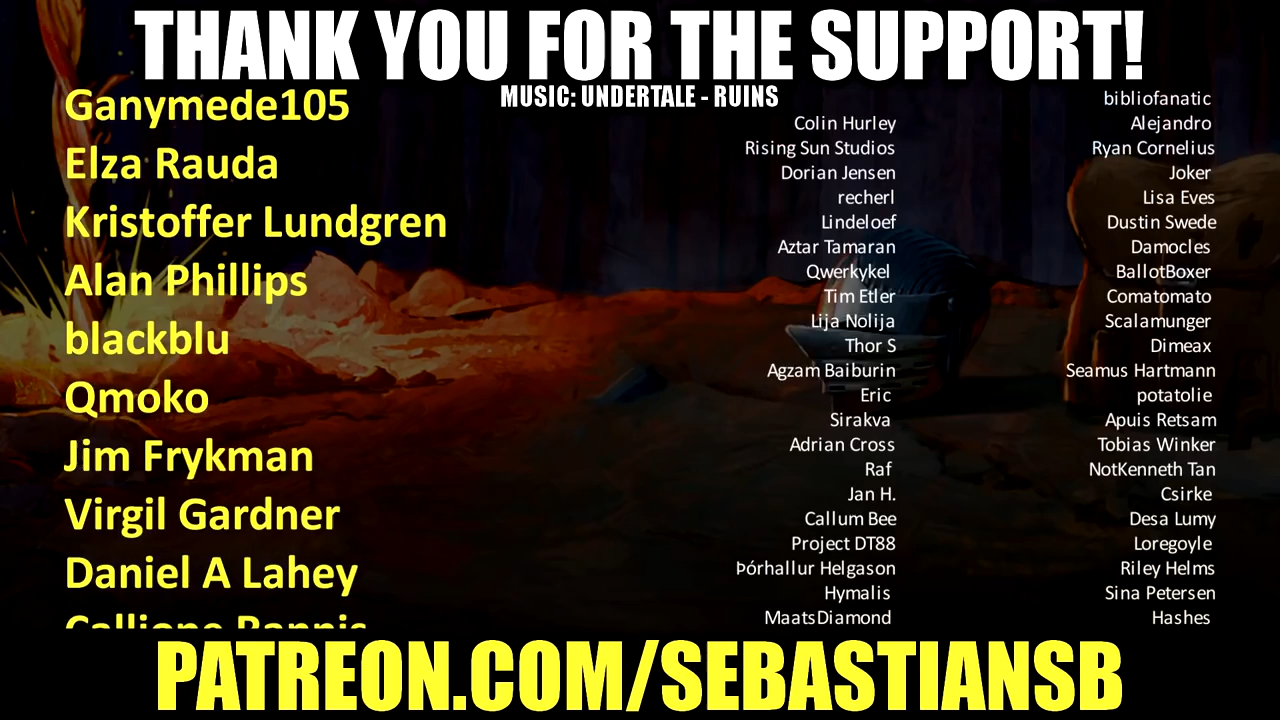 THANK YOU FOR THE SUPPORT!
MUSIC: UNDERTALE - RUINS
Ganymede105
Elza Rauda
Kristoffer Lundgren
Alan Phillips
blackblu
Qmoko
Jim Frykman
Virgil Gardner
Daniel A Lahey
Colin Hurley
Rising Sun Studios
Dorian Jensen
recherl
Lindeloef
Aztar Tamaran
Qwerkykel
Tim Etler
Lija Nolija
Thor S
Agzam Baiburin
Eric
Sirakva
Adrian Cross
Raf
Jan H.
Callum Bee
Project DT88
Þórhallur Helgason
Hymalis
MaatsDiamond
bibliofanatic
Alejandro
Ryan Cornelius
Joker
Lisa Eves
Dustin Swede
Damocles
BallotBoxer
Comatomato
Scalamunger
Dimeax
Seamus Hartmann
potatolie
Apuis Retsam
Tobias Winker
NotKenneth Tan
Csirke
Desa Lumy
Loregoyle
Riley Helms
Sina Petersen
Hashes
PATREON.COM/SEBASTIANSB